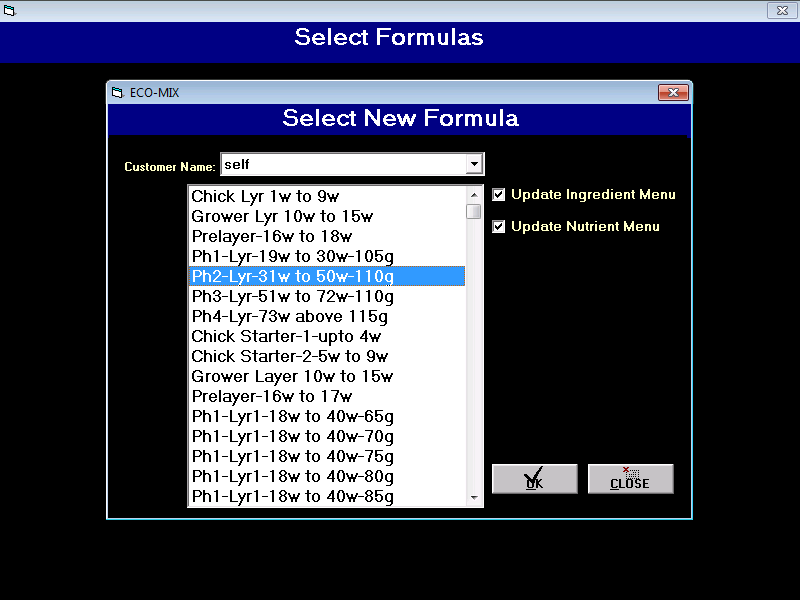 Select Formulas
ECO-MIX
Select New Formula
Customer Name: self
Update Ingredient Menu
Update Nutrient Menu
Chick Lyr 1w to 9w
Grower Lyr 10w to 15w
Prelayer-16w to 18w
Ph1-Lyr-19w to 30w-105g
Ph2-Lyr-31w to 50w-110g
Ph3-Lyr-51w to 72w-110g
Ph4-Lyr-73w above 115g
Chick Starter-1-upto 4w
Chick Starter-2-5w to 9w
Grower Layer 10w to 15w
Prelayer-16w to 17w
Ph1-Lyr1-18w to 40w-65g
Ph1-Lyr1-18w to 40w-70g
Ph1-Lyr1-18w to 40w-75g
Ph1-Lyr1-18w to 40w-80g
Ph1-Lyr1-18w to 40w-85g
OK
CLOSE